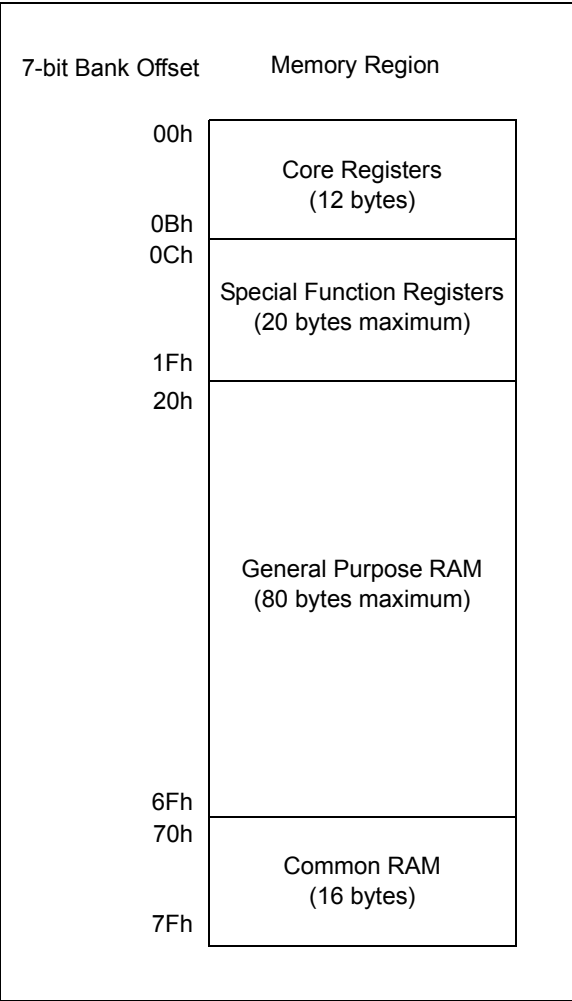 7-bit Bank Offset Memory Region
00h
Core Registers
(12 bytes)
0Bh
0Ch
Special Function Registers
(20 bytes maximum)
1Fh
20h
General Purpose RAM
(80 bytes maximum)
6Fh
70h
Common RAM
(16 bytes)
7Fh